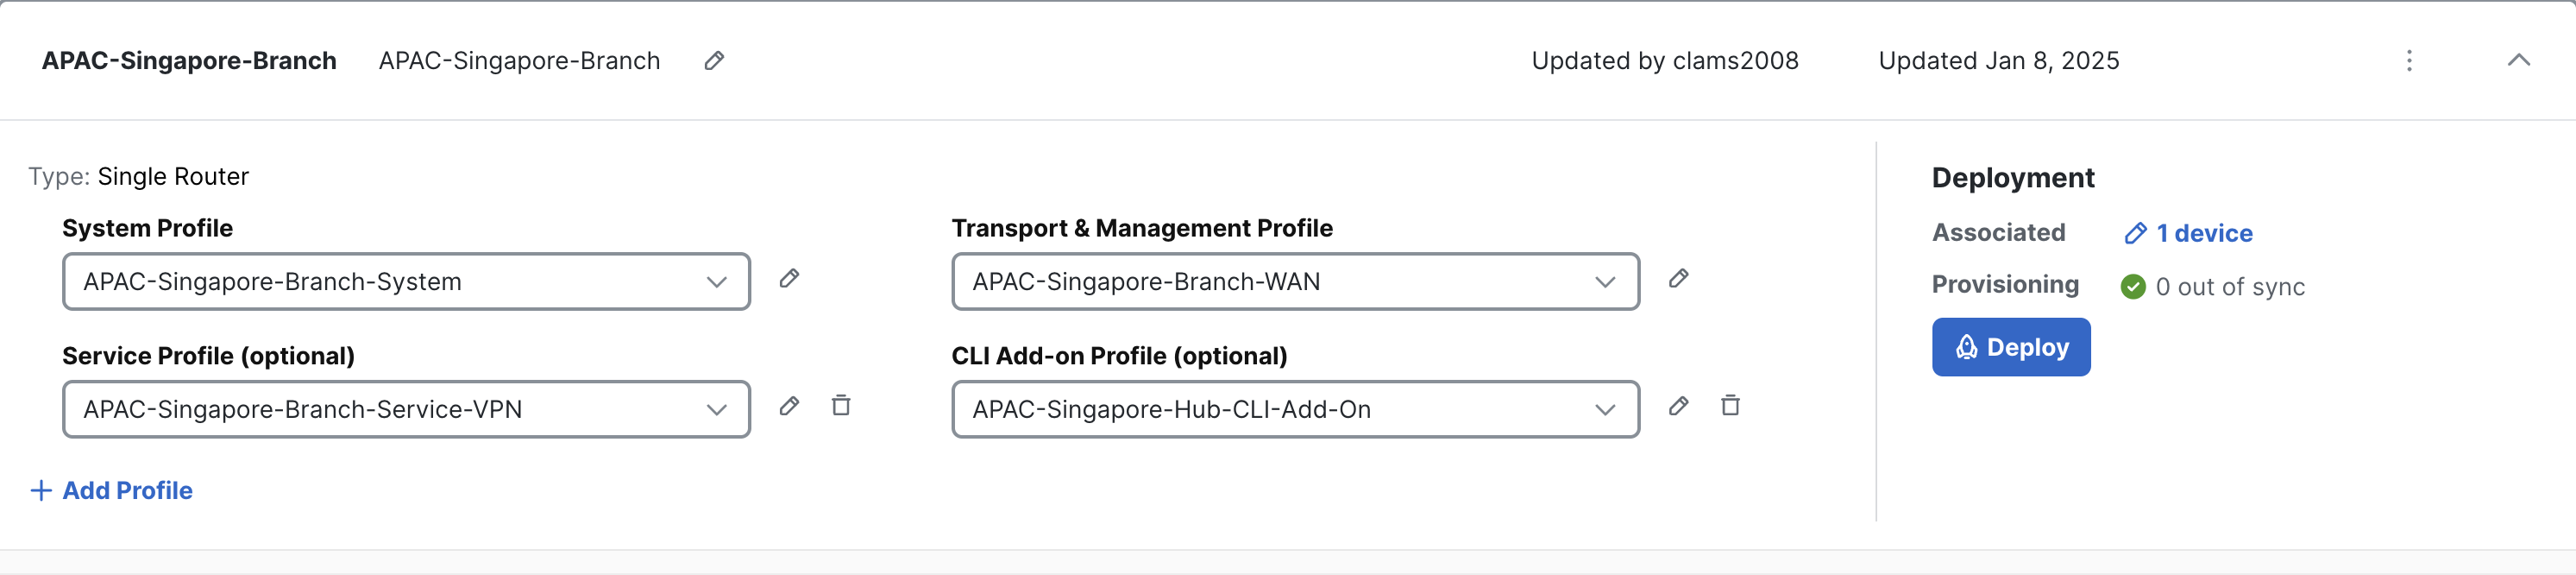 APAC-Singapore-Branch APAC-Singapore-Branch Updated by clams2008 Updated Jan 8, 2025
Type: Single Router
System Profile
APAC-Singapore-Branch-System
Transport & Management Profile
APAC-Singapore-Branch-WAN
Service Profile (optional)
APAC-Singapore-Branch-Service-VPN
CLI Add-on Profile (optional)
APAC-Singapore-Hub-CLI-Add-On
Add Profile
Deployment
Associated 1 device
Provisioning 0 out of sync
Deploy